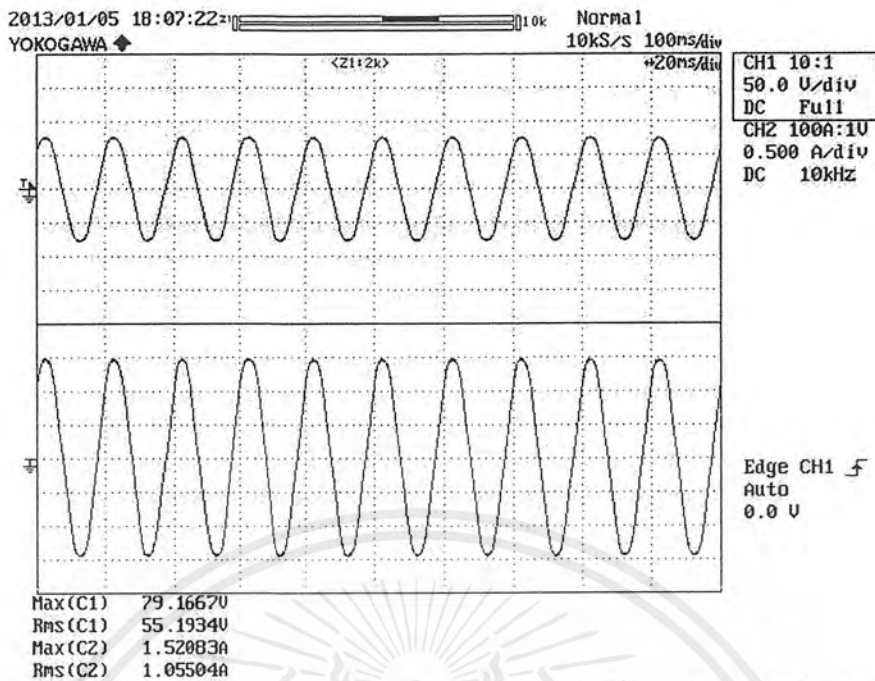 2013/01/05 18:07:22 10k Normal
YOKOGAWA 10kS/s 100ms/div
<Z1:2k> 20ms/div
CH1 10:1
50.0 V/div
DC Full
CH2 100A:1V
0.500 A/div
DC 10kHz
Edge CH1
Auto
0.0 V
Max(C1) 79.1667V
Rms(C1) 55.1934V
Max(C2) 1.52083A
Rms(C2) 1.05504A